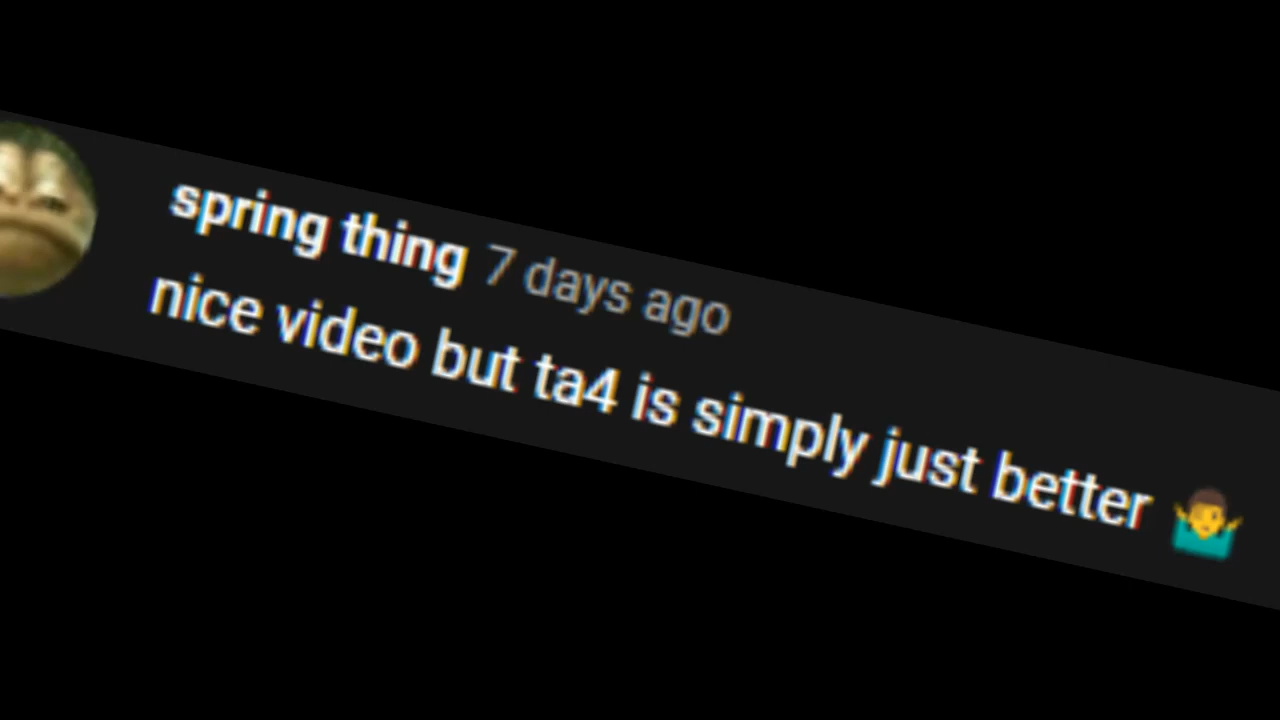 spring thing 7 days ago
nice video but ta4 is simply just better 🤷‍♂️